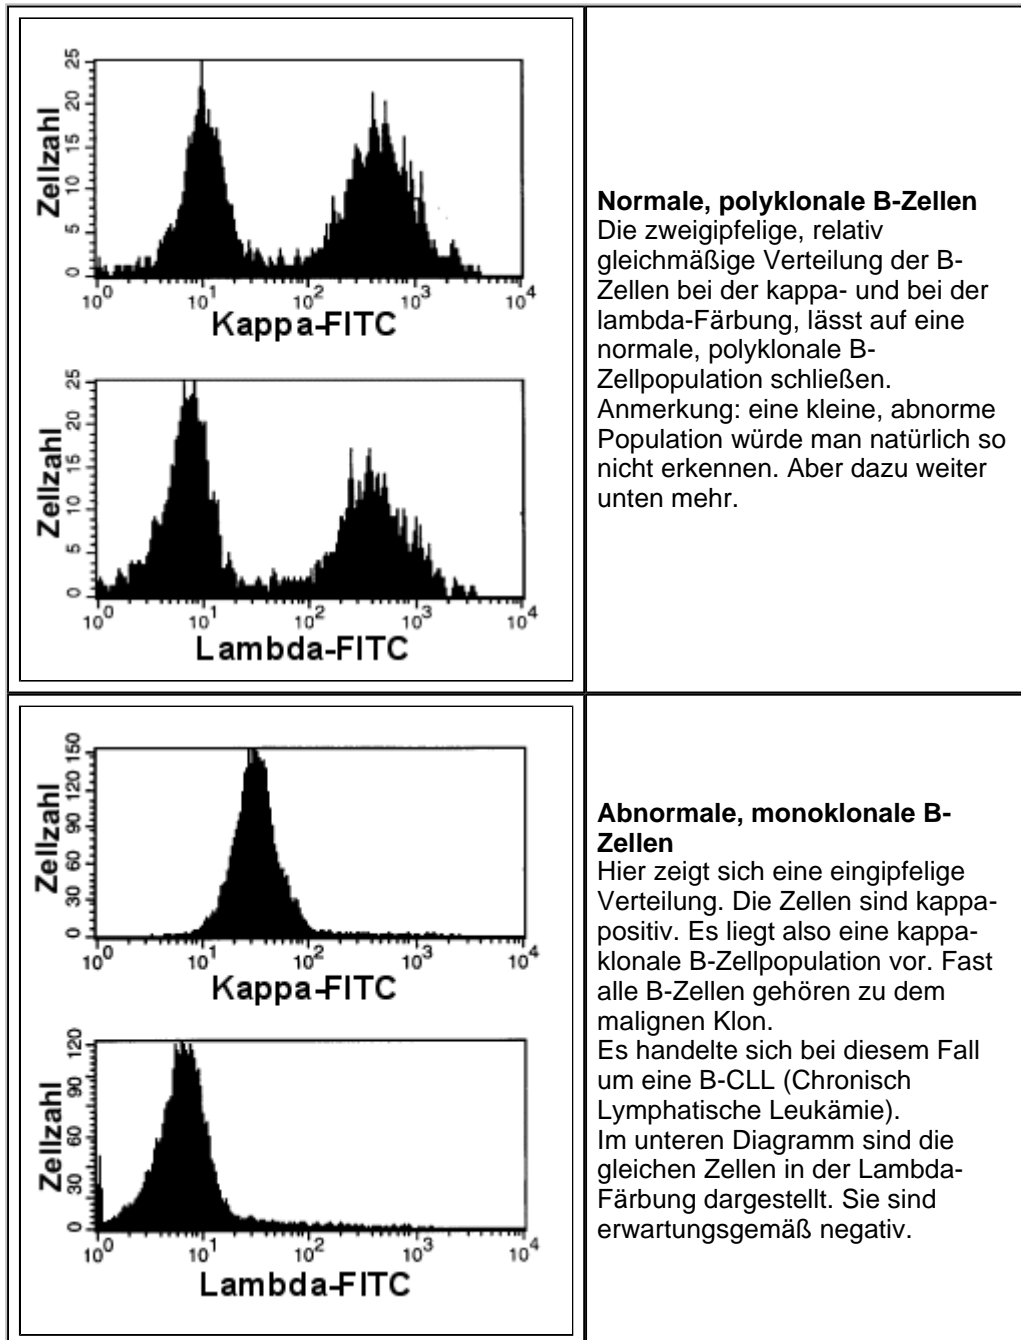 25
20
15
10
5
0
Zellzahl
10⁰ 10¹ 10² 10³ 10⁴
Kappa-FITC
25
20
15
10
5
0
Zellzahl
10⁰ 10¹ 10² 10³ 10⁴
Lambda-FITC
Normale, polyklonale B-Zellen
Die zweigipfelige, relativ
gleichmäßige Verteilung der B-
Zellen bei der kappa- und bei der
lambda-Färbung, lässt auf eine
normale, polyklonale B-
Zellpopulation schließen.
Anmerkung: eine kleine, abnorme
Population würde man natürlich so
nicht erkennen. Aber dazu weiter
unten mehr.
150
120
90
60
30
0
Zellzahl
10⁰ 10¹ 10² 10³ 10⁴
Kappa-FITC
120
90
60
30
0
Zellzahl
10⁰ 10¹ 10² 10³ 10⁴
Lambda-FITC
Abnormale, monoklonale B-
Zellen
Hier zeigt sich eine eingipfelige
Verteilung. Die Zellen sind kappa-
positiv. Es liegt also eine kappa-
klonale B-Zellpopulation vor. Fast
alle B-Zellen gehören zu dem
malignen Klon.
Es handelte sich bei diesem Fall
um eine B-CLL (Chronisch
Lymphatische Leukämie).
Im unteren Diagramm sind die
gleichen Zellen in der Lambda-
Färbung dargestellt. Sie sind
erwartungsgemäß negativ.